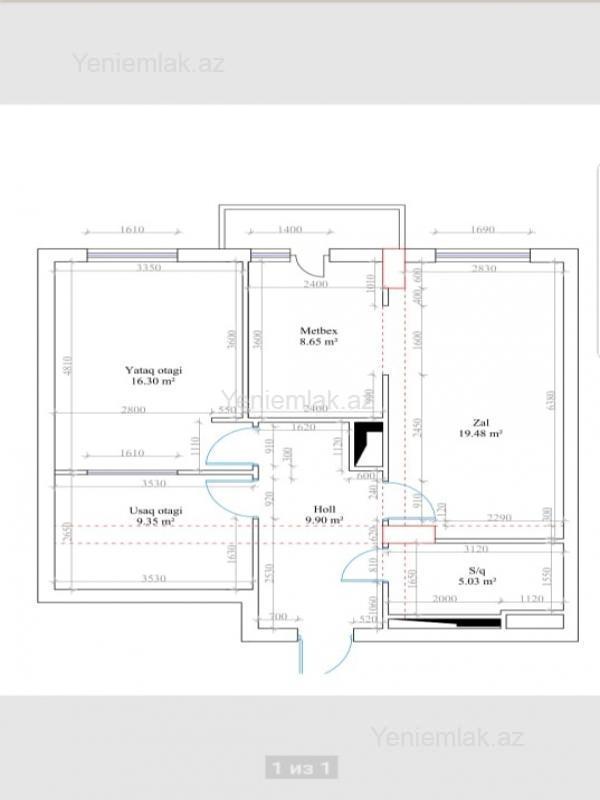 Yeniemlak.az
1610
1400
1690
3350
2400
2830
1010
600
400
Metbex
8.65 m²
3600
3600
1600
4810
Yataq otagi
16.30 m²
Yeniemlak.az
6380
2800
550
2400
900
1620
2450
Zal
19.48 m²
1110
910
300
1120
1610
600
3530
240
910
920
Usaq otagi
9.35 m²
Holl
9.90 m²
120
2290
300
2650
1630
620
3120
S/q
5.03 m²
3530
2530
810
1650
1550
2000
1120
1060
700
520
Yeniemlak.az
1 из 1